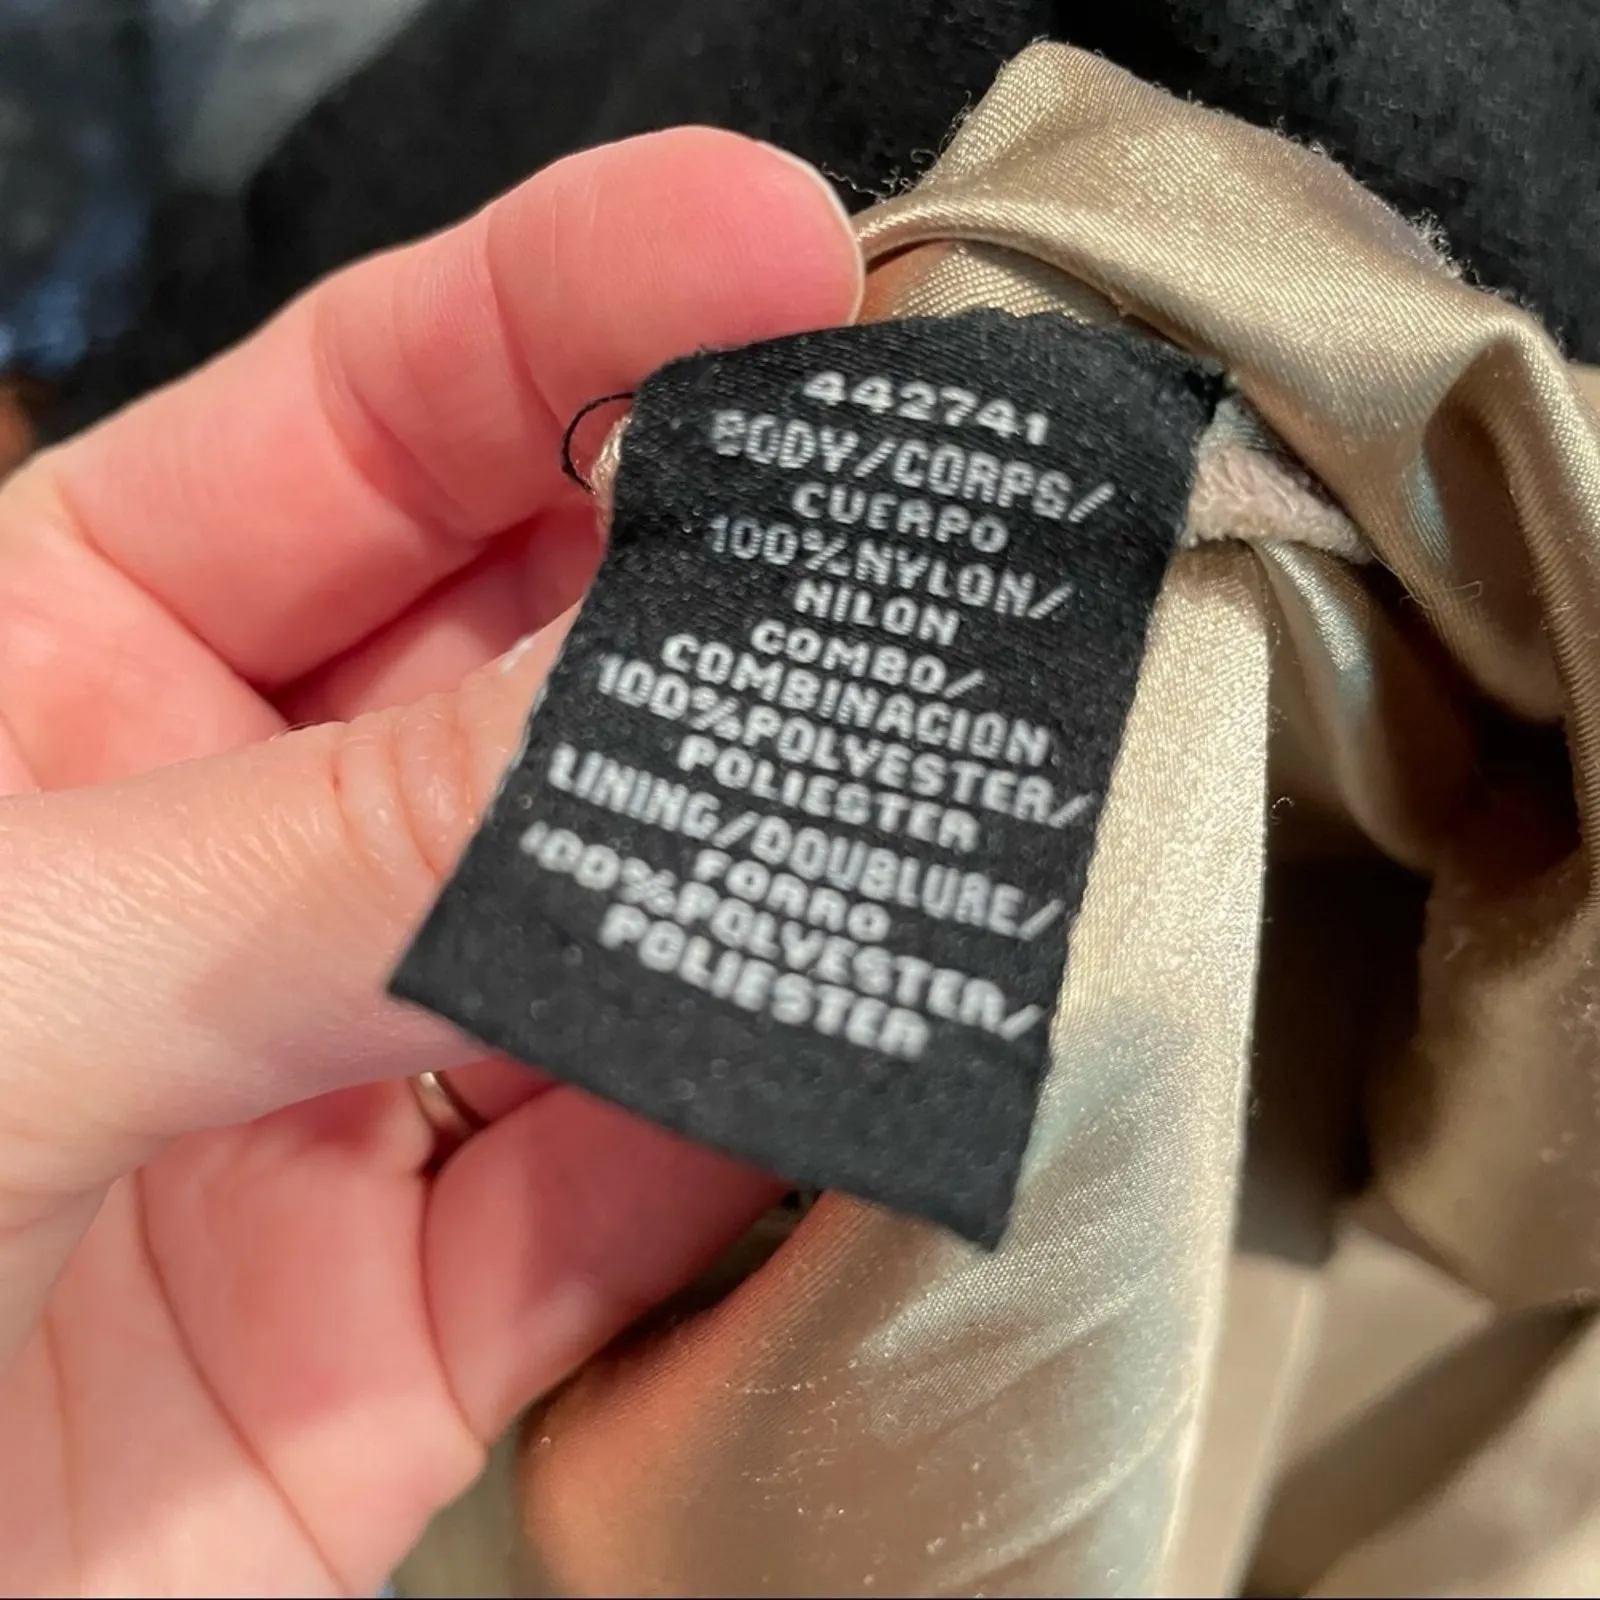 442741
BODY/CORPS/
CUERPO
100%NYLON/
NILON
COMBO/
COMBINACION
100%POLYESTER/
POLIESTER
LINING/DOUBLURE/
FORRO
100%POLYESTER/
POLIESTER